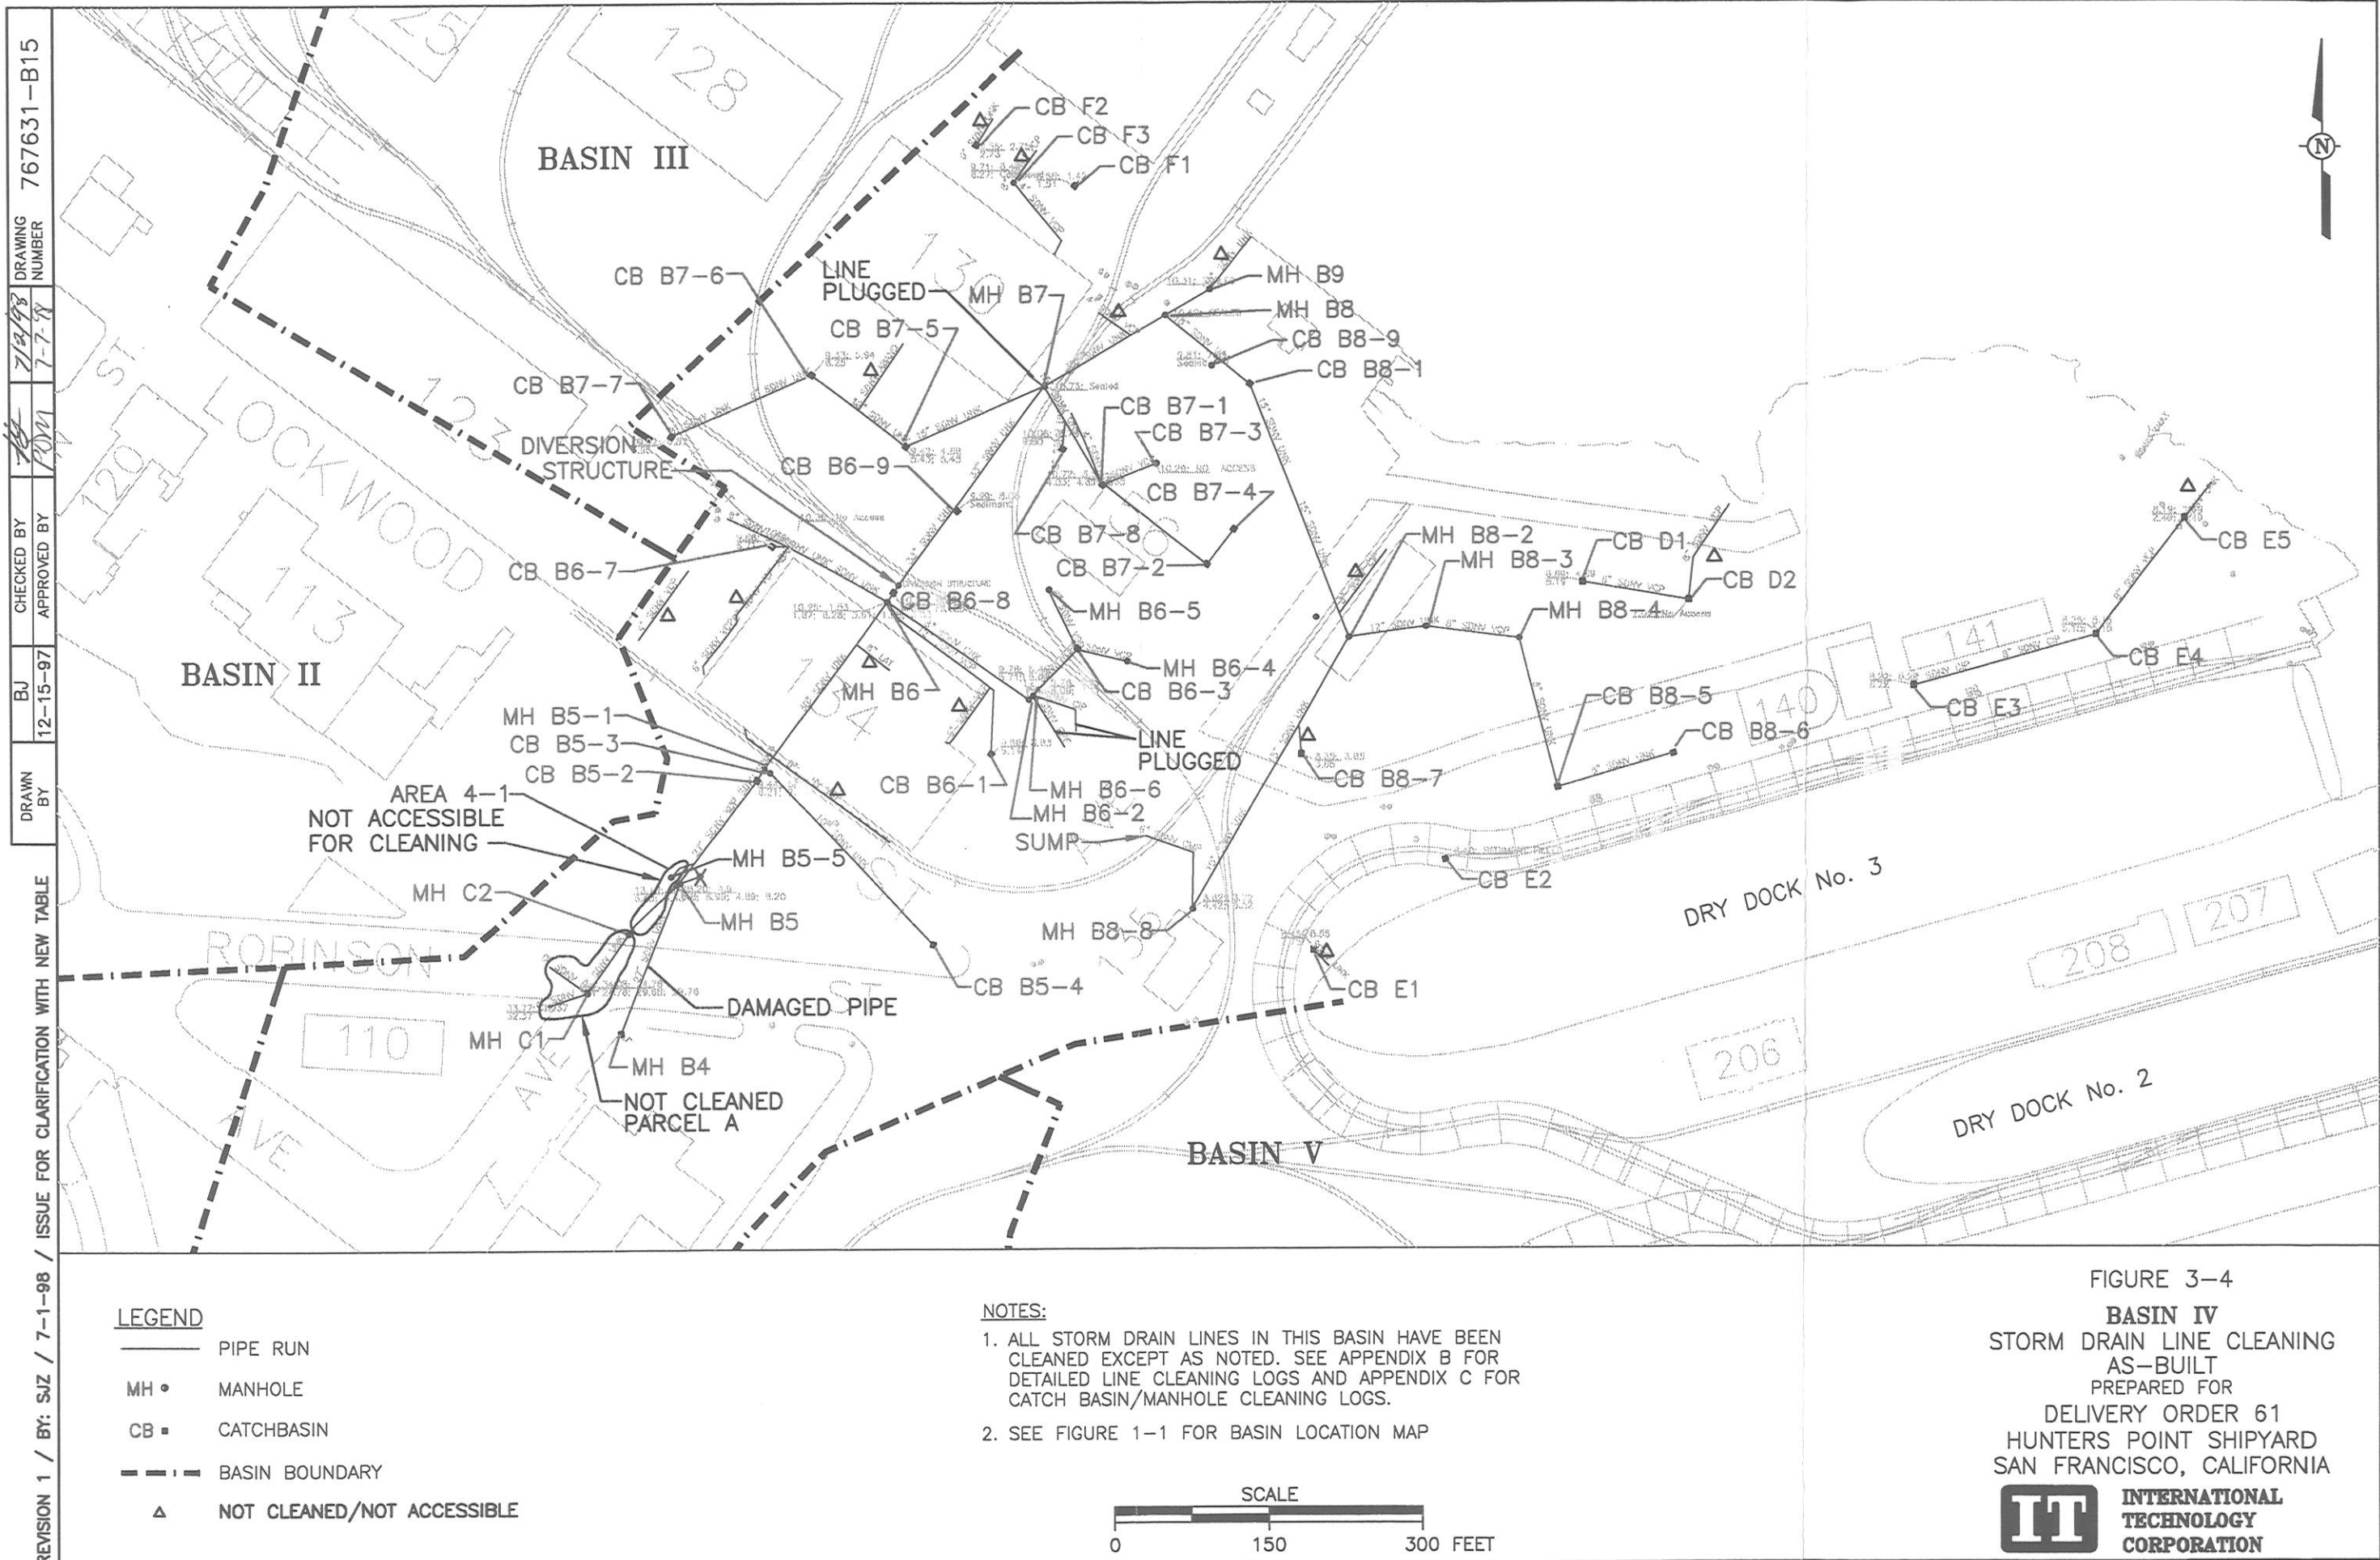 DRAWING NUMBER 767631-B15
7/2/98
7-7-98
CHECKED BY
APPROVED BY
BJ
12-15-97
DRAWN BY
REVISION 1 / BY: SJZ / 7-1-98 / ISSUE FOR CLARIFICATION WITH NEW TABLE
25
128
BASIN III
CB F2
CB F3
CB F1
130
N
CB B7-6
LINE
PLUGGED
MH B7
MH B9
MH B8
CB B7-5
CB B8-9
CB B8-1
CB B7-7
ST.
LOCKWOOD
123
120
113
DIVERSION
STRUCTURE
CB B6-9
CB B7-1
CB B7-3
CB B7-4
CB B7-8
CB B7-2
CB B6-7
CB B6-8
MH B8-2
MH B8-3
CB D1
CB D2
CB E5
MH B6-5
MH B8-4
BASIN II
134
MH B6
MH B6-4
CB B6-3
141
140
CB E4
CB E3
CB B8-5
CB B8-6
MH B5-1
CB B5-3
CB B5-2
LINE
PLUGGED
CB B6-1
MH B6-6
MH B6-2
CB B8-7
AREA 4-1
NOT ACCESSIBLE
FOR CLEANING
SUMP
MH B5-5
MH C2
MH B5
CB E2
DRY DOCK No. 3
MH B8-8
ROBINSON
ST
155
207
208
CB B5-4
CB E1
DAMAGED PIPE
110
MH C1
MH B4
AVE
206
NOT CLEANED
PARCEL A
AVE
DRY DOCK No. 2
BASIN V
LEGEND
PIPE RUN
MH MANHOLE
CB CATCHBASIN
BASIN BOUNDARY
NOT CLEANED/NOT ACCESSIBLE
NOTES:
1. ALL STORM DRAIN LINES IN THIS BASIN HAVE BEEN
CLEANED EXCEPT AS NOTED. SEE APPENDIX B FOR
DETAILED LINE CLEANING LOGS AND APPENDIX C FOR
CATCH BASIN/MANHOLE CLEANING LOGS.
2. SEE FIGURE 1-1 FOR BASIN LOCATION MAP
SCALE
0 150 300 FEET
FIGURE 3-4
BASIN IV
STORM DRAIN LINE CLEANING
AS-BUILT
PREPARED FOR
DELIVERY ORDER 61
HUNTERS POINT SHIPYARD
SAN FRANCISCO, CALIFORNIA
IT
INTERNATIONAL
TECHNOLOGY
CORPORATION